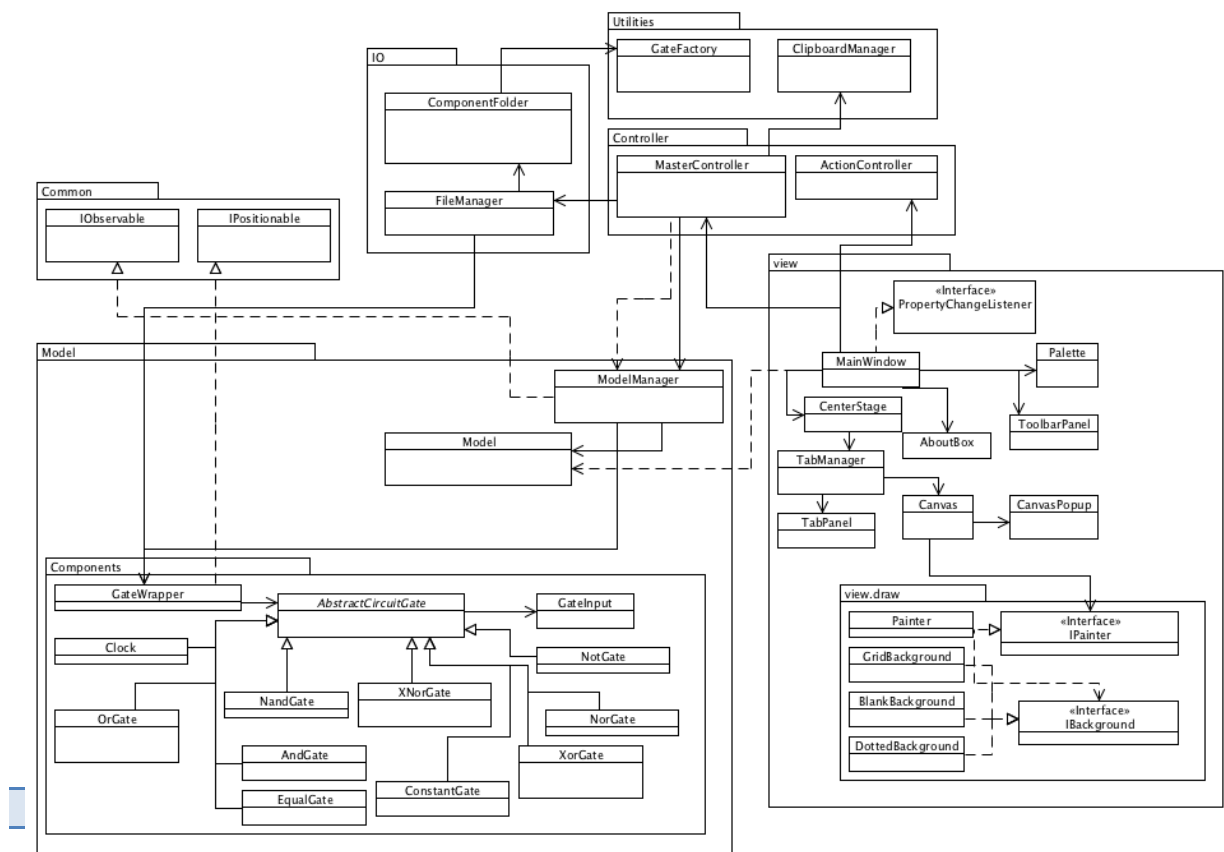 Utilities
GateFactory
ClipboardManager
IO
ComponentFolder
FileManager
Controller
MasterController
ActionController
Common
IObservable
IPositionable
view
«Interface»
PropertyChangeListener
MainWindow
Palette
CenterStage
AboutBox
ToolbarPanel
TabManager
Canvas
CanvasPopup
TabPanel
view.draw
Painter
«Interface»
IPainter
GridBackground
BlankBackground
«Interface»
IBackground
DottedBackground
Model
ModelManager
Model
Components
GateWrapper
AbstractCircuitGate
GateInput
Clock
NotGate
NandGate
XNorGate
OrGate
NorGate
AndGate
XorGate
EqualGate
ConstantGate